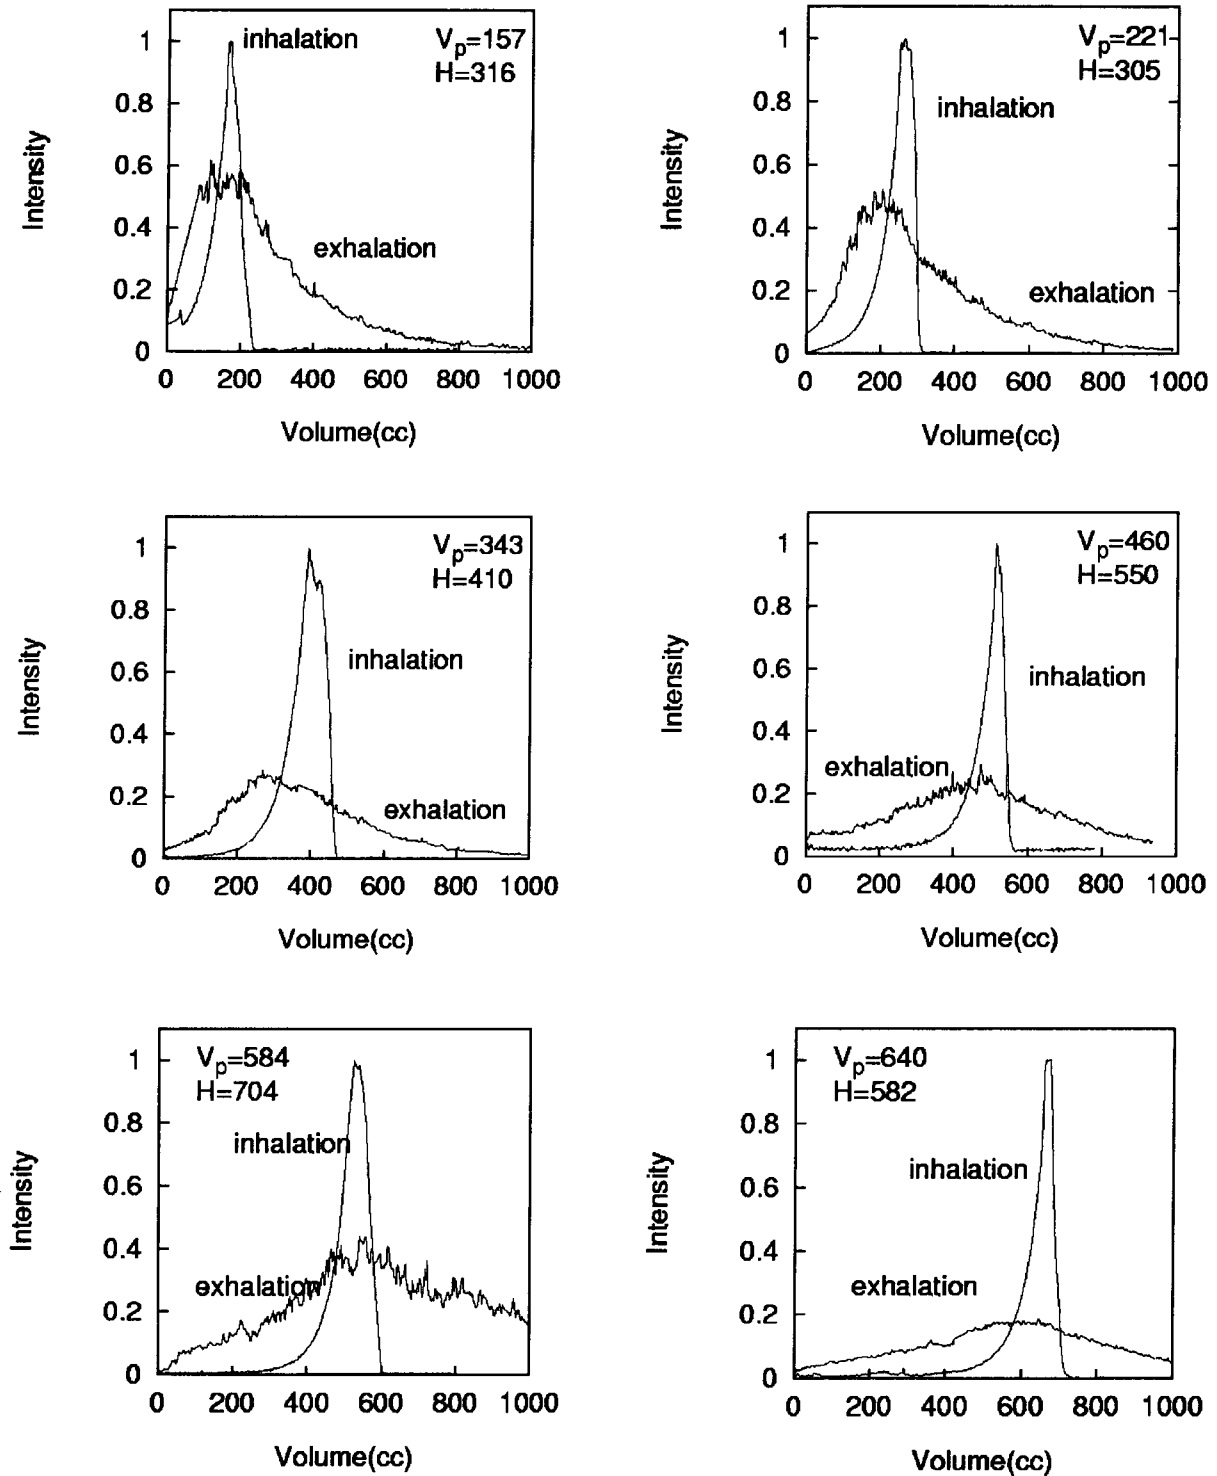 inhalation
V_p=157
H=316
1
0.8
0.6
0.4
0.2
0
Intensity
exhalation
0 200 400 600 800 1000
Volume(cc)
V_p=221
H=305
1
0.8
0.6
0.4
0.2
0
Intensity
inhalation
exhalation
0 200 400 600 800 1000
Volume(cc)
V_p=343
H=410
1
0.8
0.6
0.4
0.2
0
Intensity
inhalation
exhalation
0 200 400 600 800 1000
Volume(cc)
V_p=460
H=550
1
0.8
0.6
0.4
0.2
0
Intensity
inhalation
exhalation
0 200 400 600 800 1000
Volume(cc)
V_p=584
H=704
1
0.8
0.6
0.4
0.2
0
Intensity
inhalation
exhalation
0 200 400 600 800 1000
Volume(cc)
V_p=640
H=582
1
0.8
0.6
0.4
0.2
0
Intensity
inhalation
exhalation
0 200 400 600 800 1000
Volume(cc)